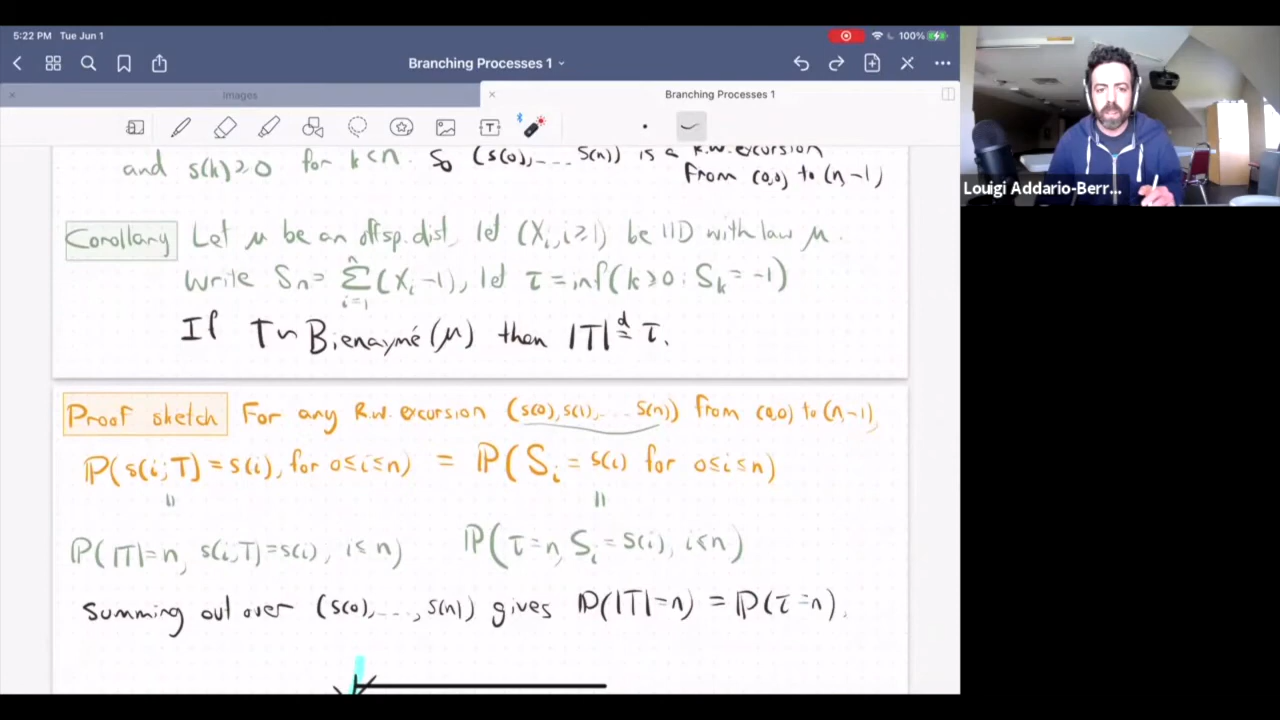 5:22 PM Tue Jun 1
100%
Branching Processes 1
Images
Branching Processes 1
and s(k) ≥ 0 for k<n. So (s(0),... s(n)) is a R.W. excursion
from (0,0) to (n,-1)
Louigi Addario-Berr...
Corollary Let μ be an offsp. dist, let (X_i, i≥1) be IID with law μ.
Write S_n = Σ_{i=1}^n (X_i -1), let τ = inf(k≥0 : S_k = -1)
If T ~ Bienaymé(μ) then |T| =^d τ.
Proof sketch For any R.W. excursion (s(0), s(1),... s(n)) from (0,0) to (n,-1)
P(s(i;T) = s(i), for 0≤i≤n) = P(S_i = s(i) for 0≤i≤n)
= =
P(|T|=n, s(i,T)=s(i), i≤n) P(τ=n, S_i = s(i), i≤n)
Summing out over (s(0),...,s(n)) gives P(|T|=n) = P(τ=n).